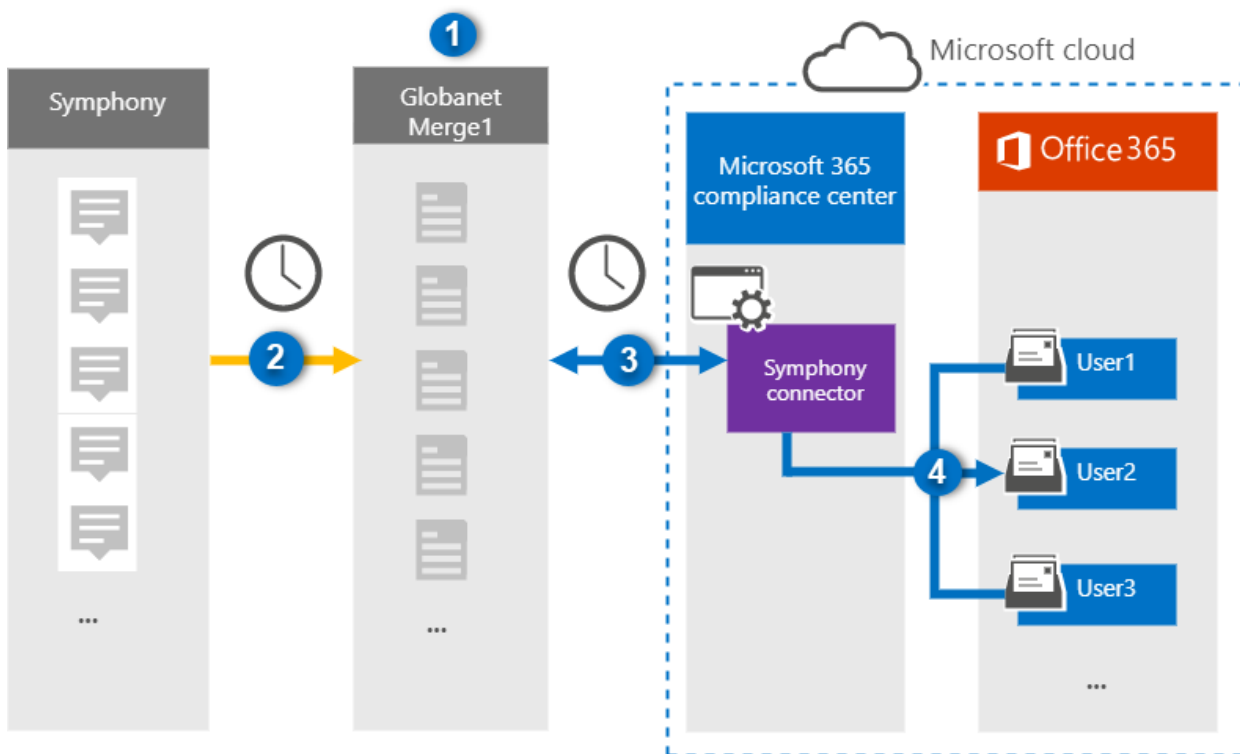 1
Microsoft cloud
Symphony
Globanet
Merge1
Microsoft 365
compliance center
Office 365
2
3
Symphony
connector
User1
4
User2
User3
...
...
...